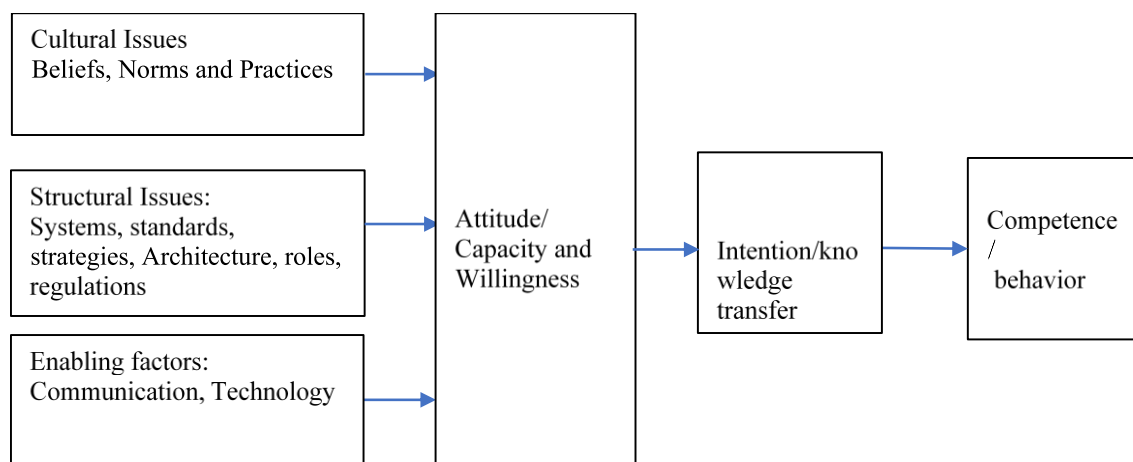 Cultural Issues
Beliefs, Norms and Practices
Structural Issues:
Systems, standards,
strategies, Architecture, roles,
regulations
Enabling factors:
Communication, Technology
Attitude/
Capacity and
Willingness
Intention/kno
wledge
transfer
Competence
/
behavior